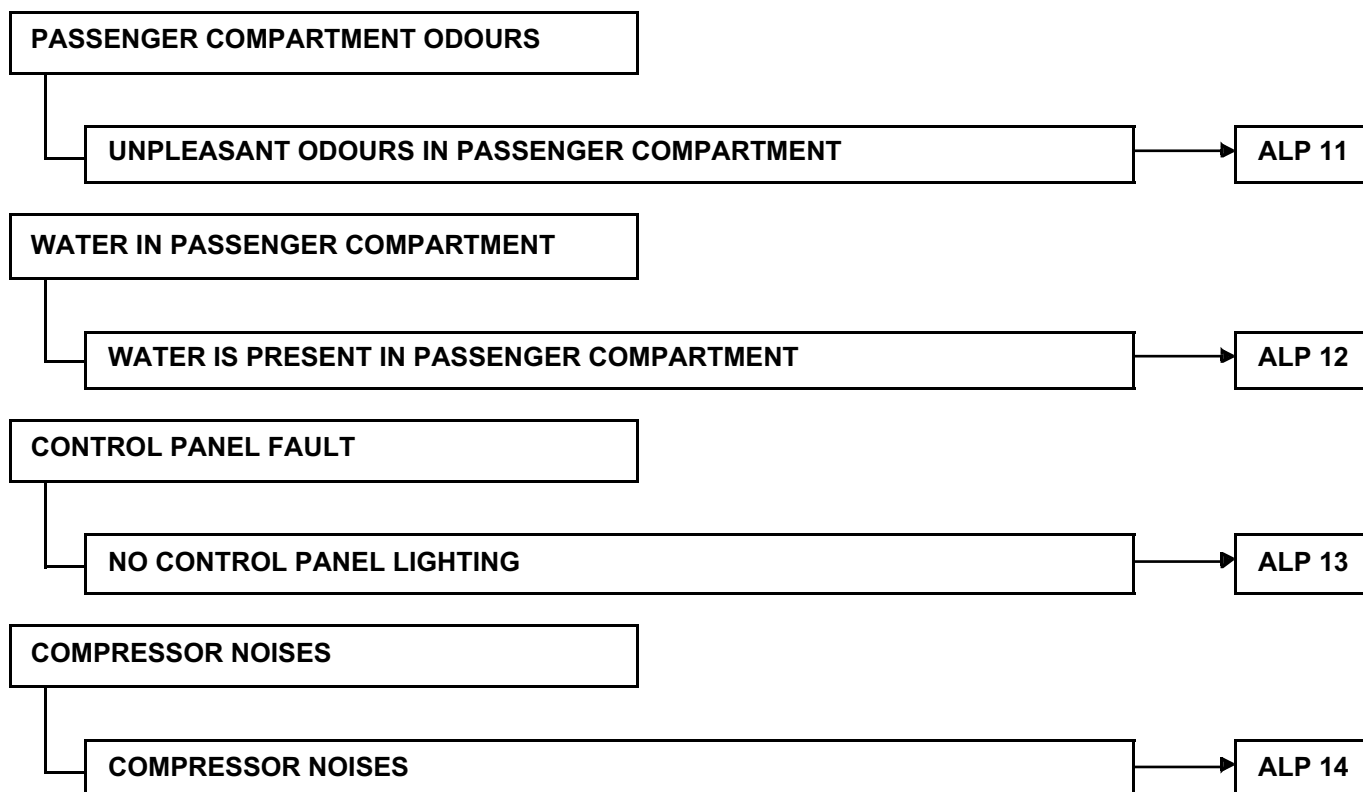 PASSENGER COMPARTMENT ODOURS
UNPLEASANT ODOURS IN PASSENGER COMPARTMENT
ALP 11
WATER IN PASSENGER COMPARTMENT
WATER IS PRESENT IN PASSENGER COMPARTMENT
ALP 12
CONTROL PANEL FAULT
NO CONTROL PANEL LIGHTING
ALP 13
COMPRESSOR NOISES
COMPRESSOR NOISES
ALP 14